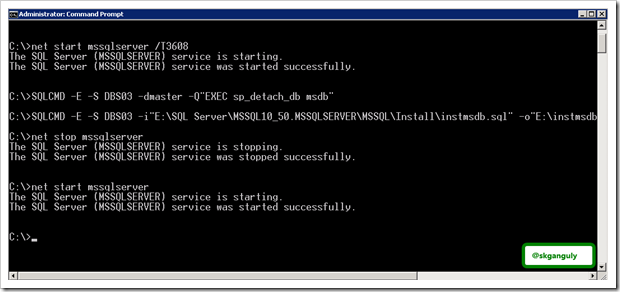 Administrator: Command Prompt
C:\>net start mssqlserver /T3608
The SQL Server (MSSQLSERVER) service is starting.
The SQL Server (MSSQLSERVER) service was started successfully.
C:\>SQLCMD -E -S DBS03 -dmaster -Q"EXEC sp_detach_db msdb"
C:\>SQLCMD -E -S DBS03 -i"E:\SQL Server\MSSQL10_50.MSSQLSERVER\MSSQL\Install\instmsdb.sql" -o"E:\instmsdb
C:\>net stop mssqlserver
The SQL Server (MSSQLSERVER) service is stopping.
The SQL Server (MSSQLSERVER) service was stopped successfully.
C:\>net start mssqlserver
The SQL Server (MSSQLSERVER) service is starting.
The SQL Server (MSSQLSERVER) service was started successfully.
C:\>_
@skganguly